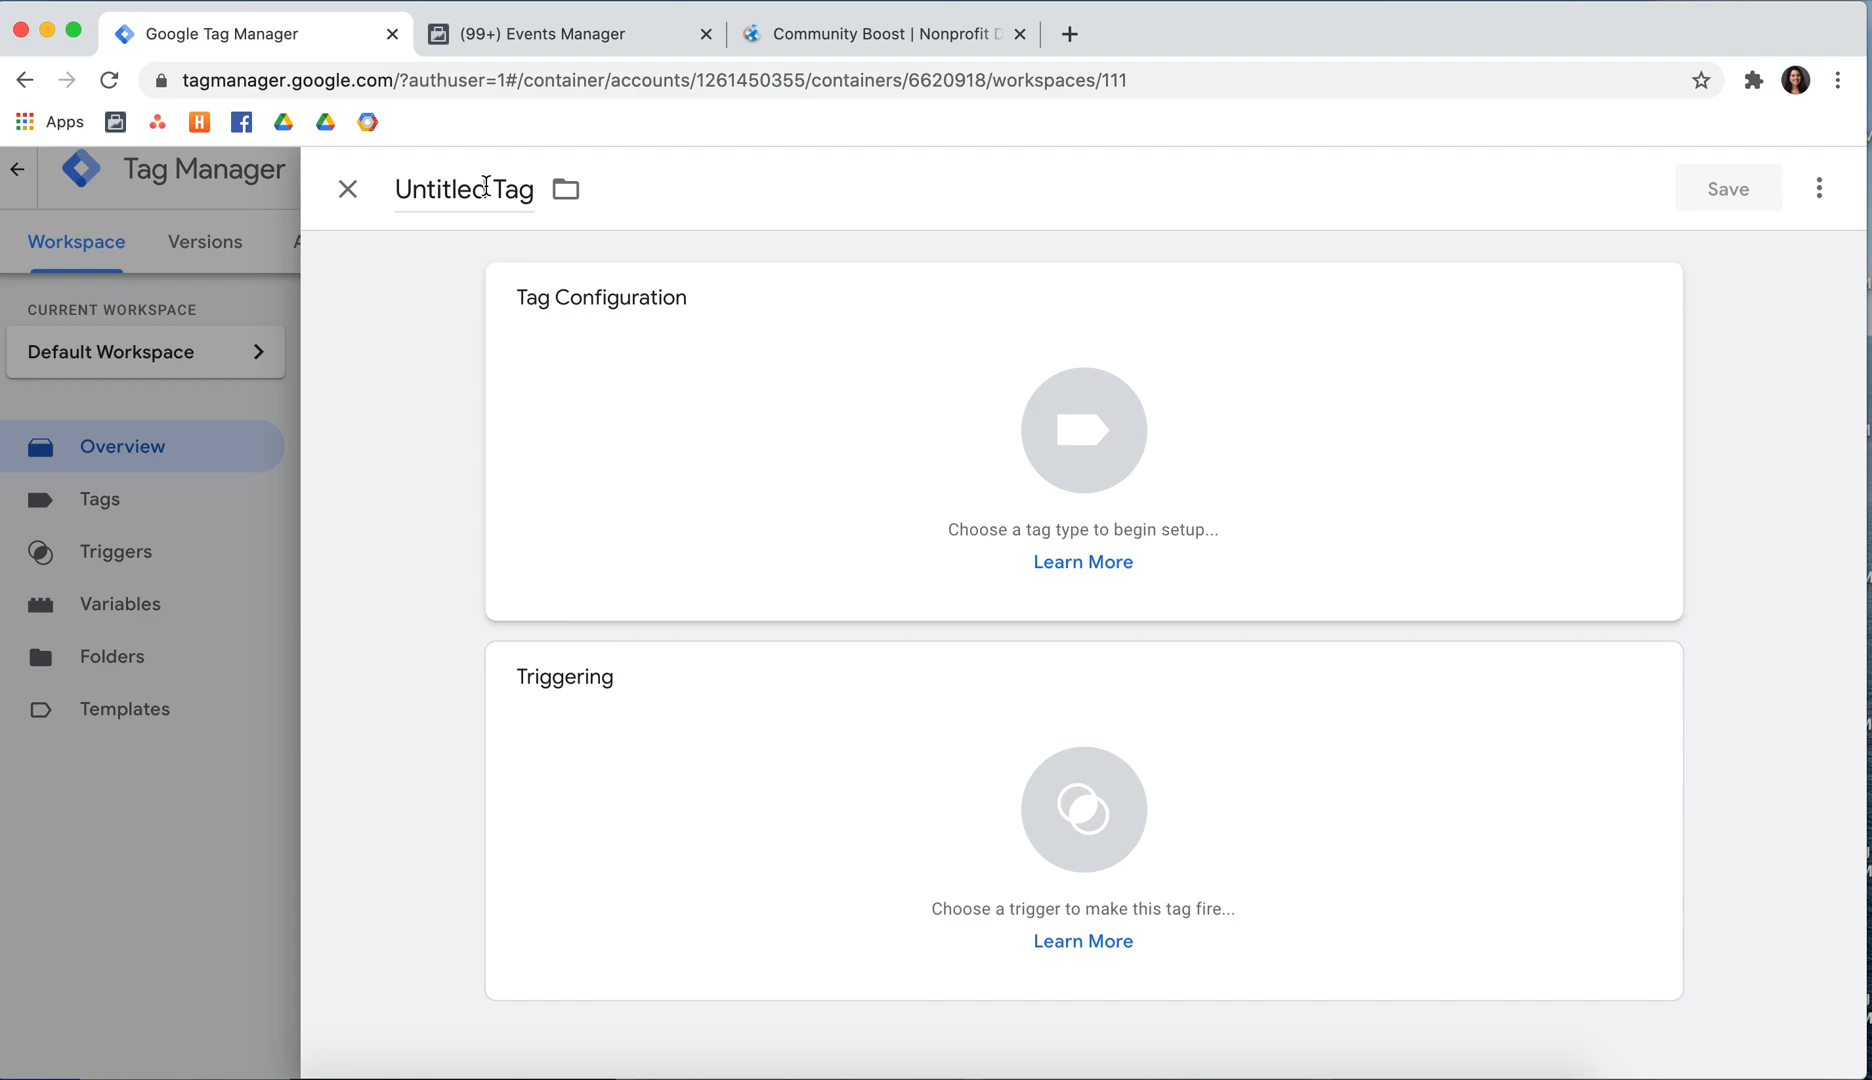 Google Tag Manager
(99+) Events Manager
Community Boost | Nonprofit D
tagmanager.google.com/?authuser=1#/container/accounts/1261450355/containers/6620918/workspaces/111
Apps
H
Tag Manager
Untitled Tag
Save
Workspace
Versions
A
CURRENT WORKSPACE
Default Workspace
Overview
Tags
Triggers
Variables
Folders
Templates
Tag Configuration
Choose a tag type to begin setup...
Learn More
Triggering
Choose a trigger to make this tag fire...
Learn More